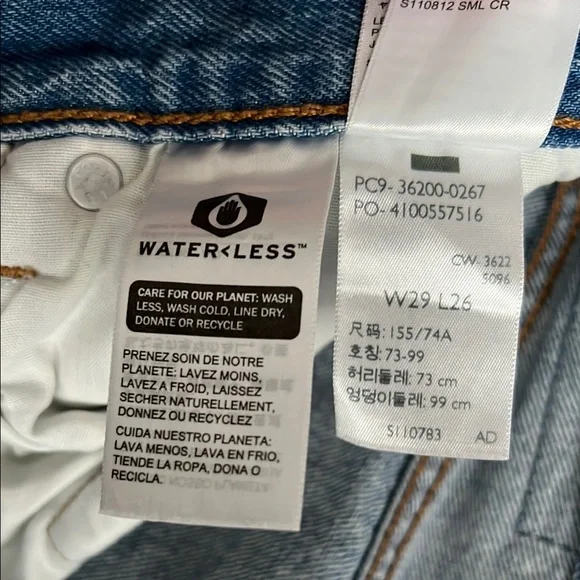 S110812 SML CR
WATER<LESS™
CARE FOR OUR PLANET: WASH
LESS, WASH COLD, LINE DRY,
DONATE OR RECYCLE
PRENEZ SOIN DE NOTRE
PLANETE: LAVEZ MOINS,
LAVEZ A FROID, LAISSEZ
SECHER NATURELLEMENT,
DONNEZ OU RECYCLEZ
CUIDA NUESTRO PLANETA:
LAVA MENOS, LAVA EN FRIO,
TIENDE LA ROPA, DONA O
RECICLA.
PC9- 36200-0267
PO- 4100557516
CW- 3622
5096
W29 L26
尺码: 155/74A
호칭: 73-99
허리둘레: 73 cm
엉덩이둘레: 99 cm
S110783 AD